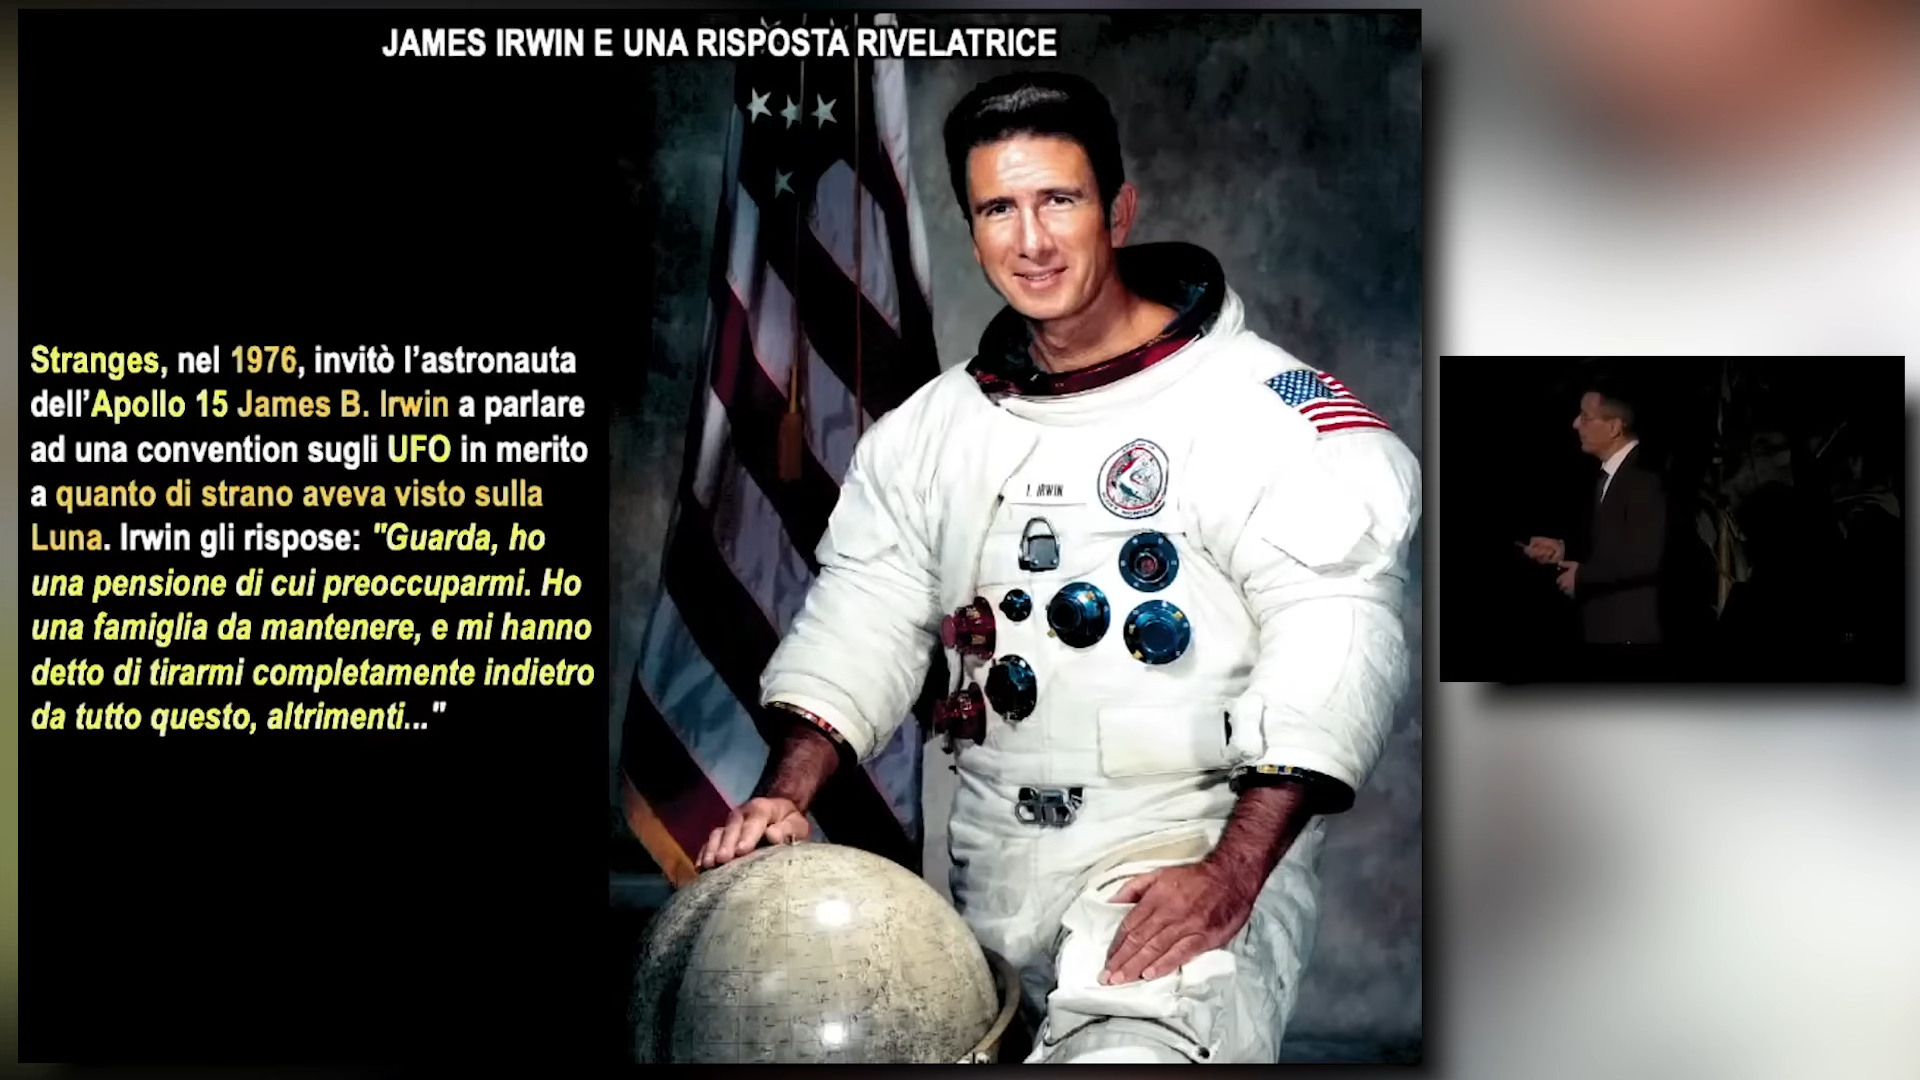 JAMES IRWIN E UNA RISPOSTA RIVELATRICE
Stranges, nel 1976, invitò l’astronauta
dell’Apollo 15 James B. Irwin a parlare
ad una convention sugli UFO in merito
a quanto di strano aveva visto sulla
Luna. Irwin gli rispose: "Guarda, ho
una pensione di cui preoccuparmi. Ho
una famiglia da mantenere, e mi hanno
detto di tirarmi completamente indietro
da tutto questo, altrimenti..."
J. IRWIN